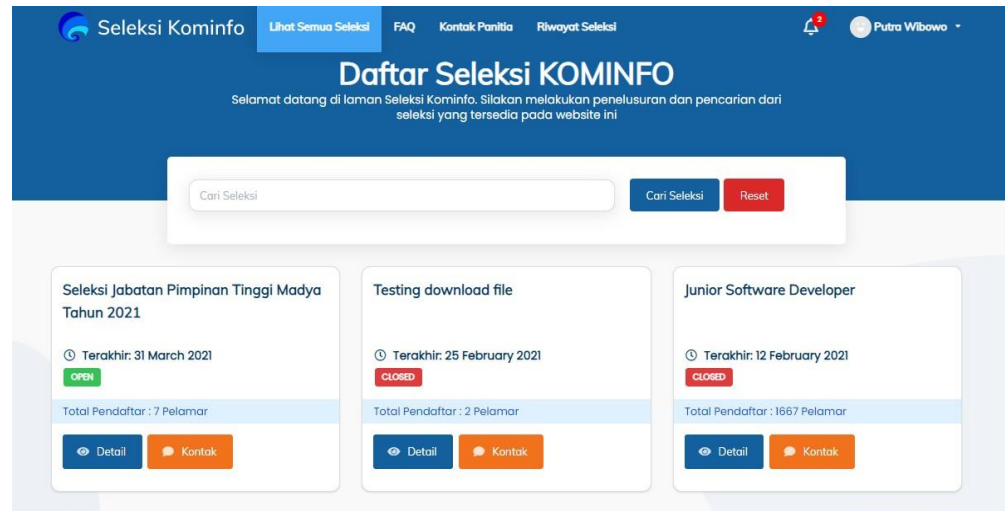 Seleksi Kominfo
Lihat Semua Seleksi
FAQ
Kontak Panitia
Riwayat Seleksi
2
Putra Wibowo
Daftar Seleksi KOMINFO
Selamat datang di laman Seleksi Kominfo. Silakan melakukan penelusuran dan pencarian dari
seleksi yang tersedia pada website ini
Cari Seleksi
Cari Seleksi
Reset
Seleksi Jabatan Pimpinan Tinggi Madya
Tahun 2021
Terakhir: 31 March 2021
OPEN
Total Pendaftar : 7 Pelamar
Detail
Kontak
Testing download file
Terakhir: 25 February 2021
CLOSED
Total Pendaftar : 2 Pelamar
Detail
Kontak
Junior Software Developer
Terakhir: 12 February 2021
CLOSED
Total Pendaftar : 1667 Pelamar
Detail
Kontak